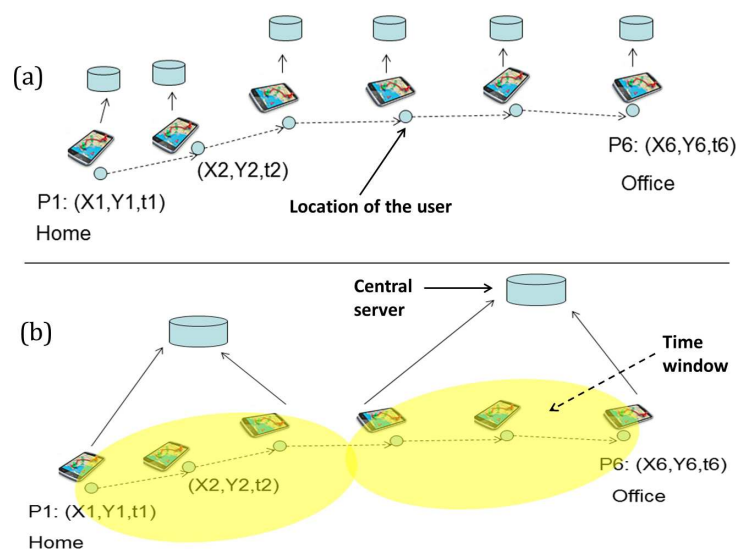 (a)
(X2,Y2,t2)
P1: (X1,Y1,t1)
Home
Location of the user
P6: (X6,Y6,t6)
Office
Central
server
(b)
Time
window
(X2,Y2,t2)
P1: (X1,Y1,t1)
Home
P6: (X6,Y6,t6)
Office